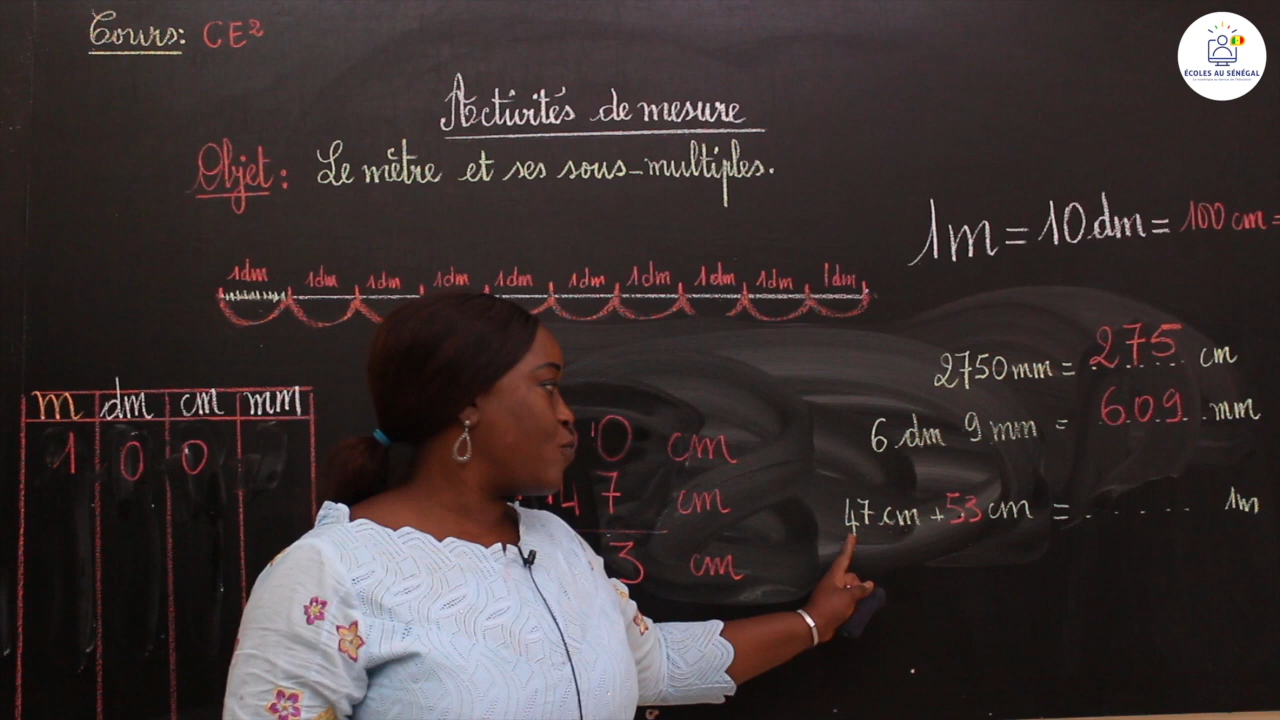 Cours: CE2
ÉCOLES AU SÉNÉGAL
Activités de mesure
Objet: Le mètre et ses sous-multiples.
1m = 10 dm = 100 cm =
1dm 1dm 1dm 1dm 1dm 1dm 1dm 1dm 1dm 1dm
2750 mm = 275 cm
6 dm 9 mm = 609 mm
47 cm + 53 cm = ...... 1m
m dm cm mm
1 0 0
0 cm
47 cm
3 cm